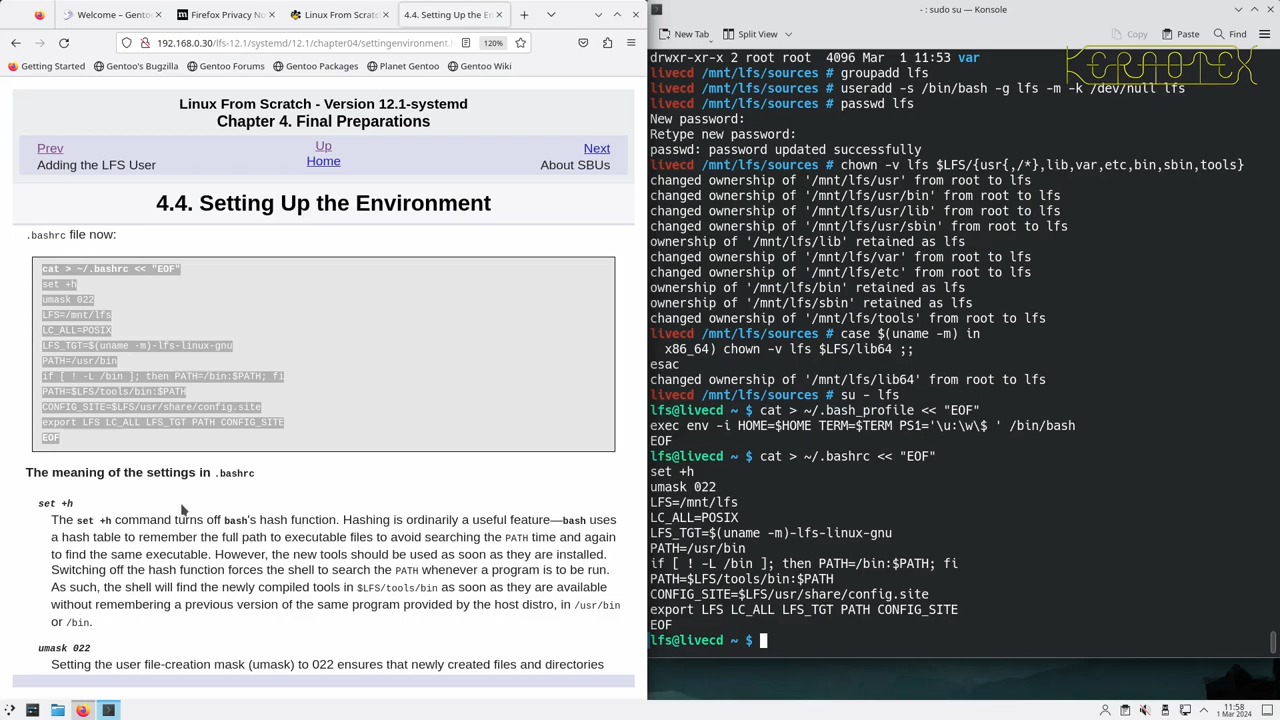 Welcome – Gento
Firefox Privacy No
Linux From Scratc
4.4. Setting Up the En
192.168.0.30/lfs-12.1/systemd/12.1/chapter04/settingenvironment.
120%
Getting Started
Gentoo's Bugzilla
Gentoo Forums
Gentoo Packages
Planet Gentoo
Gentoo Wiki
Linux From Scratch - Version 12.1-systemd
Chapter 4. Final Preparations
Prev
Up
Next
Adding the LFS User
Home
About SBUs
4.4. Setting Up the Environment
.bashrc file now:
cat > ~/.bashrc << "EOF"
set +h
umask 022
LFS=/mnt/lfs
LC_ALL=POSIX
LFS_TGT=$(uname -m)-lfs-linux-gnu
PATH=/usr/bin
if [ ! -L /bin ]; then PATH=/bin:$PATH; fi
PATH=$LFS/tools/bin:$PATH
CONFIG_SITE=$LFS/usr/share/config.site
export LFS LC_ALL LFS_TGT PATH CONFIG_SITE
EOF
The meaning of the settings in .bashrc
set +h
The set +h command turns off bash's hash function. Hashing is ordinarily a useful feature—bash uses
a hash table to remember the full path to executable files to avoid searching the PATH time and again
to find the same executable. However, the new tools should be used as soon as they are installed.
Switching off the hash function forces the shell to search the PATH whenever a program is to be run.
As such, the shell will find the newly compiled tools in $LFS/tools/bin as soon as they are available
without remembering a previous version of the same program provided by the host distro, in /usr/bin
or /bin.
umask 022
Setting the user file-creation mask (umask) to 022 ensures that newly created files and directories
- : sudo su — Konsole
New Tab
Split View
Copy
Paste
Find
KERNOTEX
drwxr-xr-x 2 root root 4096 Mar 1 11:53 var
livecd /mnt/lfs/sources # groupadd lfs
livecd /mnt/lfs/sources # useradd -s /bin/bash -g lfs -m -k /dev/null lfs
livecd /mnt/lfs/sources # passwd lfs
New password:
Retype new password:
passwd: password updated successfully
livecd /mnt/lfs/sources # chown -v lfs $LFS/{usr{,/*},lib,var,etc,bin,sbin,tools}
changed ownership of '/mnt/lfs/usr' from root to lfs
changed ownership of '/mnt/lfs/usr/bin' from root to lfs
changed ownership of '/mnt/lfs/usr/lib' from root to lfs
changed ownership of '/mnt/lfs/usr/sbin' from root to lfs
ownership of '/mnt/lfs/lib' retained as lfs
changed ownership of '/mnt/lfs/var' from root to lfs
changed ownership of '/mnt/lfs/etc' from root to lfs
ownership of '/mnt/lfs/bin' retained as lfs
ownership of '/mnt/lfs/sbin' retained as lfs
changed ownership of '/mnt/lfs/tools' from root to lfs
livecd /mnt/lfs/sources # case $(uname -m) in
x86_64) chown -v lfs $LFS/lib64 ;;
esac
changed ownership of '/mnt/lfs/lib64' from root to lfs
livecd /mnt/lfs/sources # su - lfs
lfs@livecd ~ $ cat > ~/.bash_profile << "EOF"
exec env -i HOME=$HOME TERM=$TERM PS1='\u:\w\$ ' /bin/bash
EOF
lfs@livecd ~ $ cat > ~/.bashrc << "EOF"
set +h
umask 022
LFS=/mnt/lfs
LC_ALL=POSIX
LFS_TGT=$(uname -m)-lfs-linux-gnu
PATH=/usr/bin
if [ ! -L /bin ]; then PATH=/bin:$PATH; fi
PATH=$LFS/tools/bin:$PATH
CONFIG_SITE=$LFS/usr/share/config.site
export LFS LC_ALL LFS_TGT PATH CONFIG_SITE
EOF
lfs@livecd ~ $
11:58
1 Mar 2024